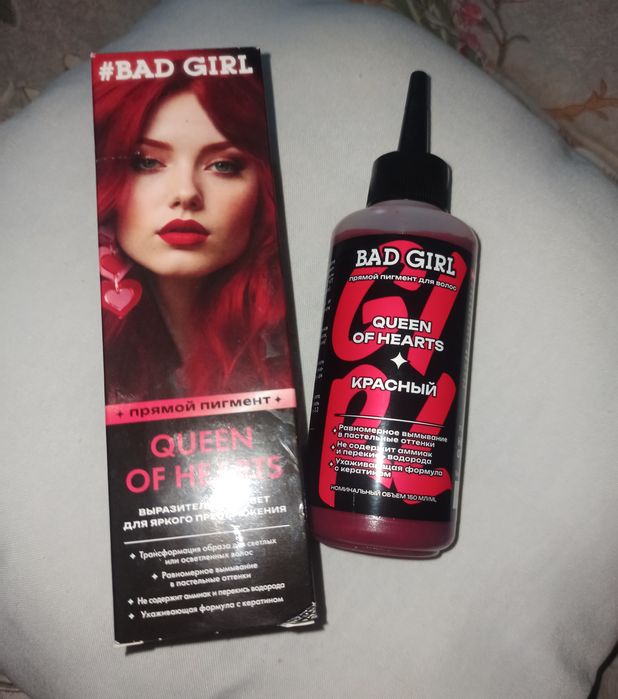 #BAD GIRL
✦ прямой пигмент ✦
QUEEN
OF HEARTS
ВЫРАЗИТЕЛЬНЫЙ ЦВЕТ
ДЛЯ ЯРКОГО ПРЕОБРАЖЕНИЯ
✦ Трансформация образа для светлых
или осветленных волос
✦ Равномерное вымывание
в пастельные оттенки
✦ Не содержит аммиак и перекись водорода
✦ Ухаживающая формула с кератином
BAD GIRL
прямой пигмент для волос
QUEEN
OF HEARTS
✦
КРАСНЫЙ
✦ Равномерное вымывание
в пастельные оттенки
✦ Не содержит аммиак
и перекись водорода
✦ Ухаживающая формула
с кератином
НОМИНАЛЬНЫЙ ОБЪЕМ 150 МЛ/ML